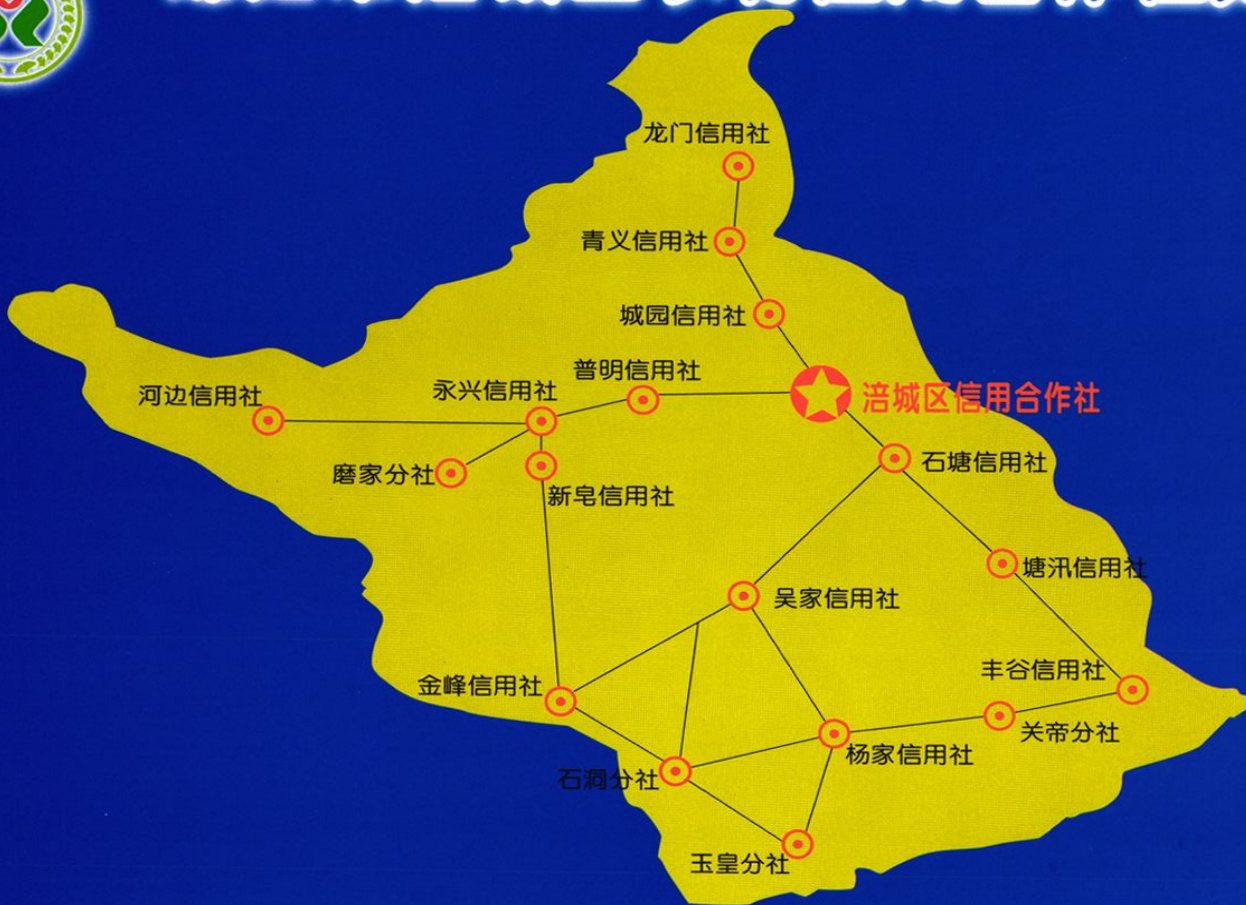 龙门信用社
青义信用社
城园信用社
普明信用社
永兴信用社
河边信用社
涪城区信用合作社
磨家分社
石塘信用社
新皂信用社
塘汛信用社
吴家信用社
丰谷信用社
金峰信用社
关帝分社
杨家信用社
石洞分社
玉皇分社